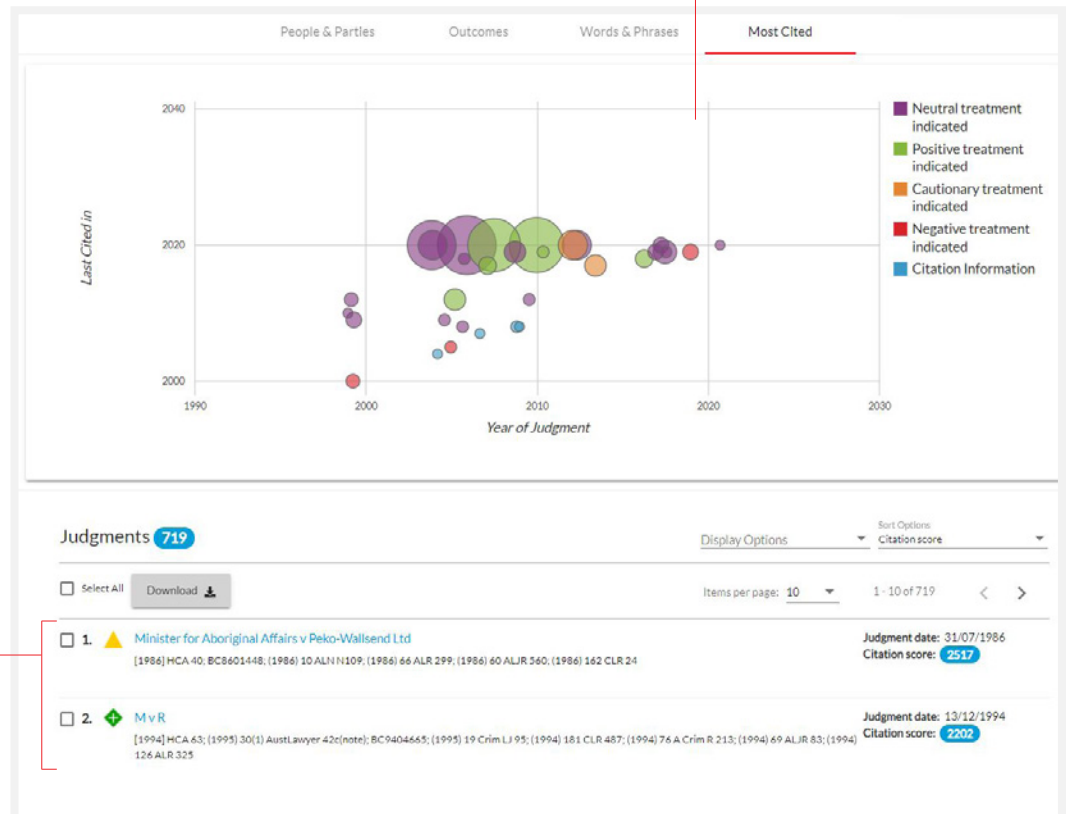 People & Parties
Outcomes
Words & Phrases
Most Cited
2040
2020
2000
Last Cited in
1990
2000
2010
2020
2030
Year of Judgment
Neutral treatment
indicated
Positive treatment
indicated
Cautionary treatment
indicated
Negative treatment
indicated
Citation Information
Judgments 719
Display Options
Sort Options
Citation score
Select All
Download
Items per page: 10
1 - 10 of 719
1. Minister for Aboriginal Affairs v Peko-Wallsend Ltd
[1986] HCA 40; BC8601448; (1986) 10 ALN N109; (1986) 66 ALR 299; (1986) 60 ALJR 560; (1986) 162 CLR 24
Judgment date: 31/07/1986
Citation score: 2517
2. M v R
[1994] HCA 63; (1995) 30(1) AustLawyer 42c(note); BC9404665; (1995) 19 Crim LJ 95; (1994) 181 CLR 487; (1994) 76 A Crim R 213; (1994) 69 ALJR 83; (1994)
126 ALR 325
Judgment date: 13/12/1994
Citation score: 2202